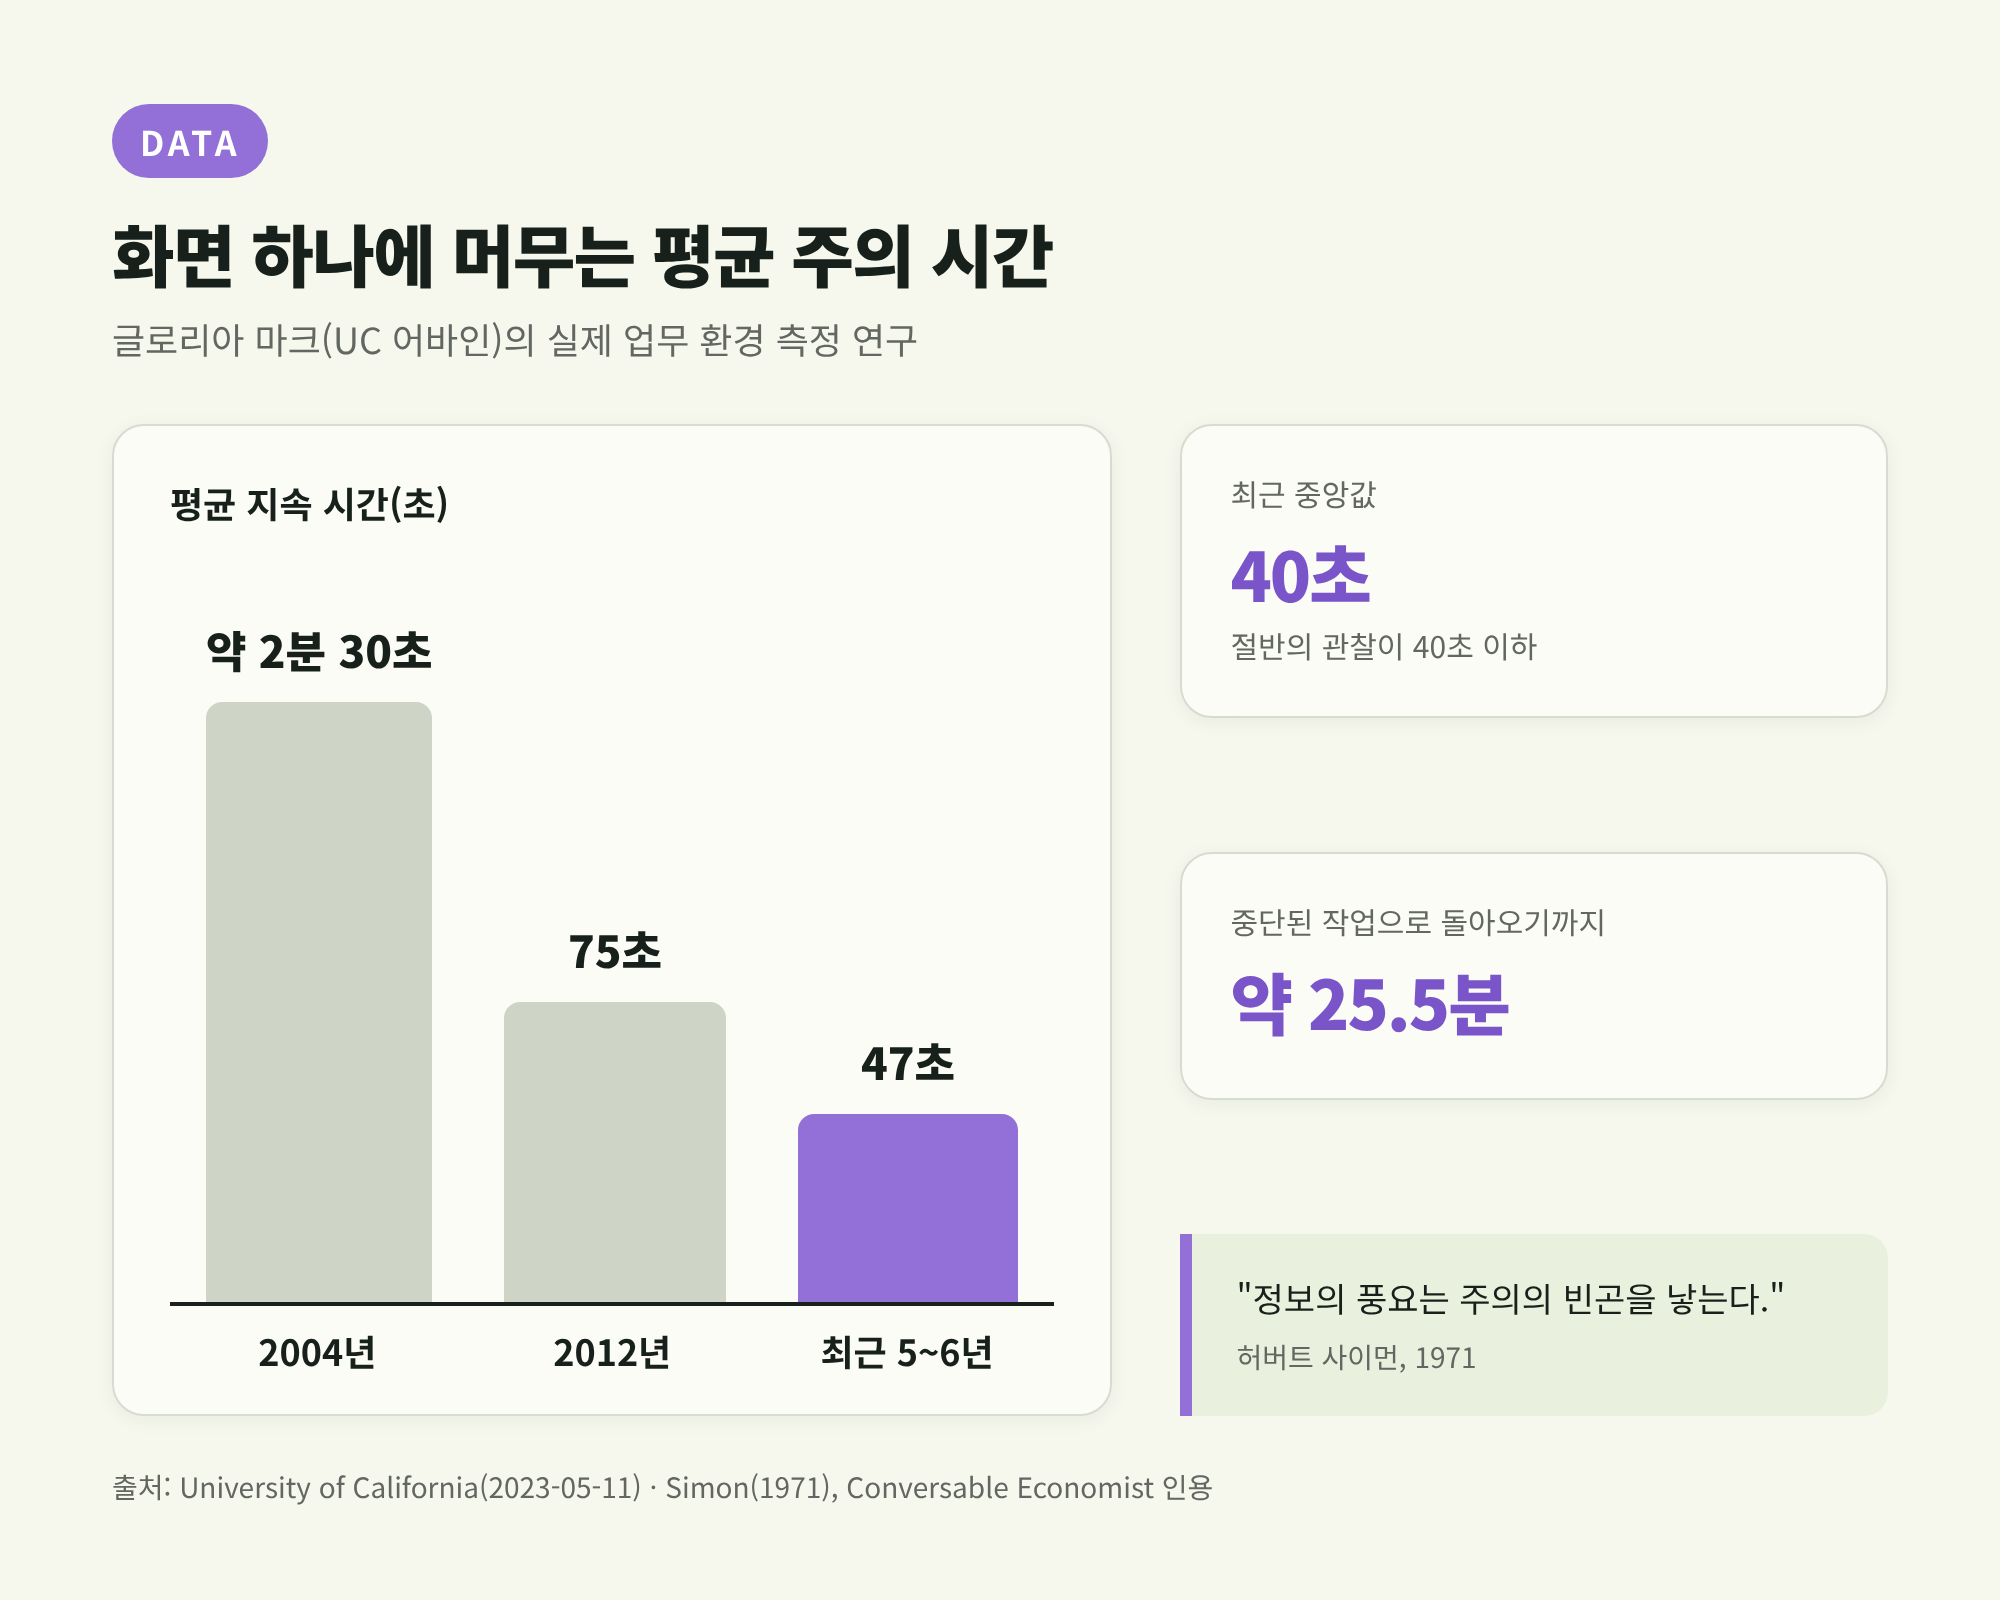 DATA
화면 하나에 머무는 평균 주의 시간
글로리아 마크(UC 어바인)의 실제 업무 환경 측정 연구
평균 지속 시간(초)
약 2분 30초
75초
47초
2004년
2012년
최근 5~6년
최근 중앙값
40초
절반의 관찰이 40초 이하
중단된 작업으로 돌아오기까지
약 25.5분
"정보의 풍요는 주의의 빈곤을 낳는다."
허버트 사이먼, 1971
출처: University of California(2023-05-11) · Simon(1971), Conversable Economist 인용